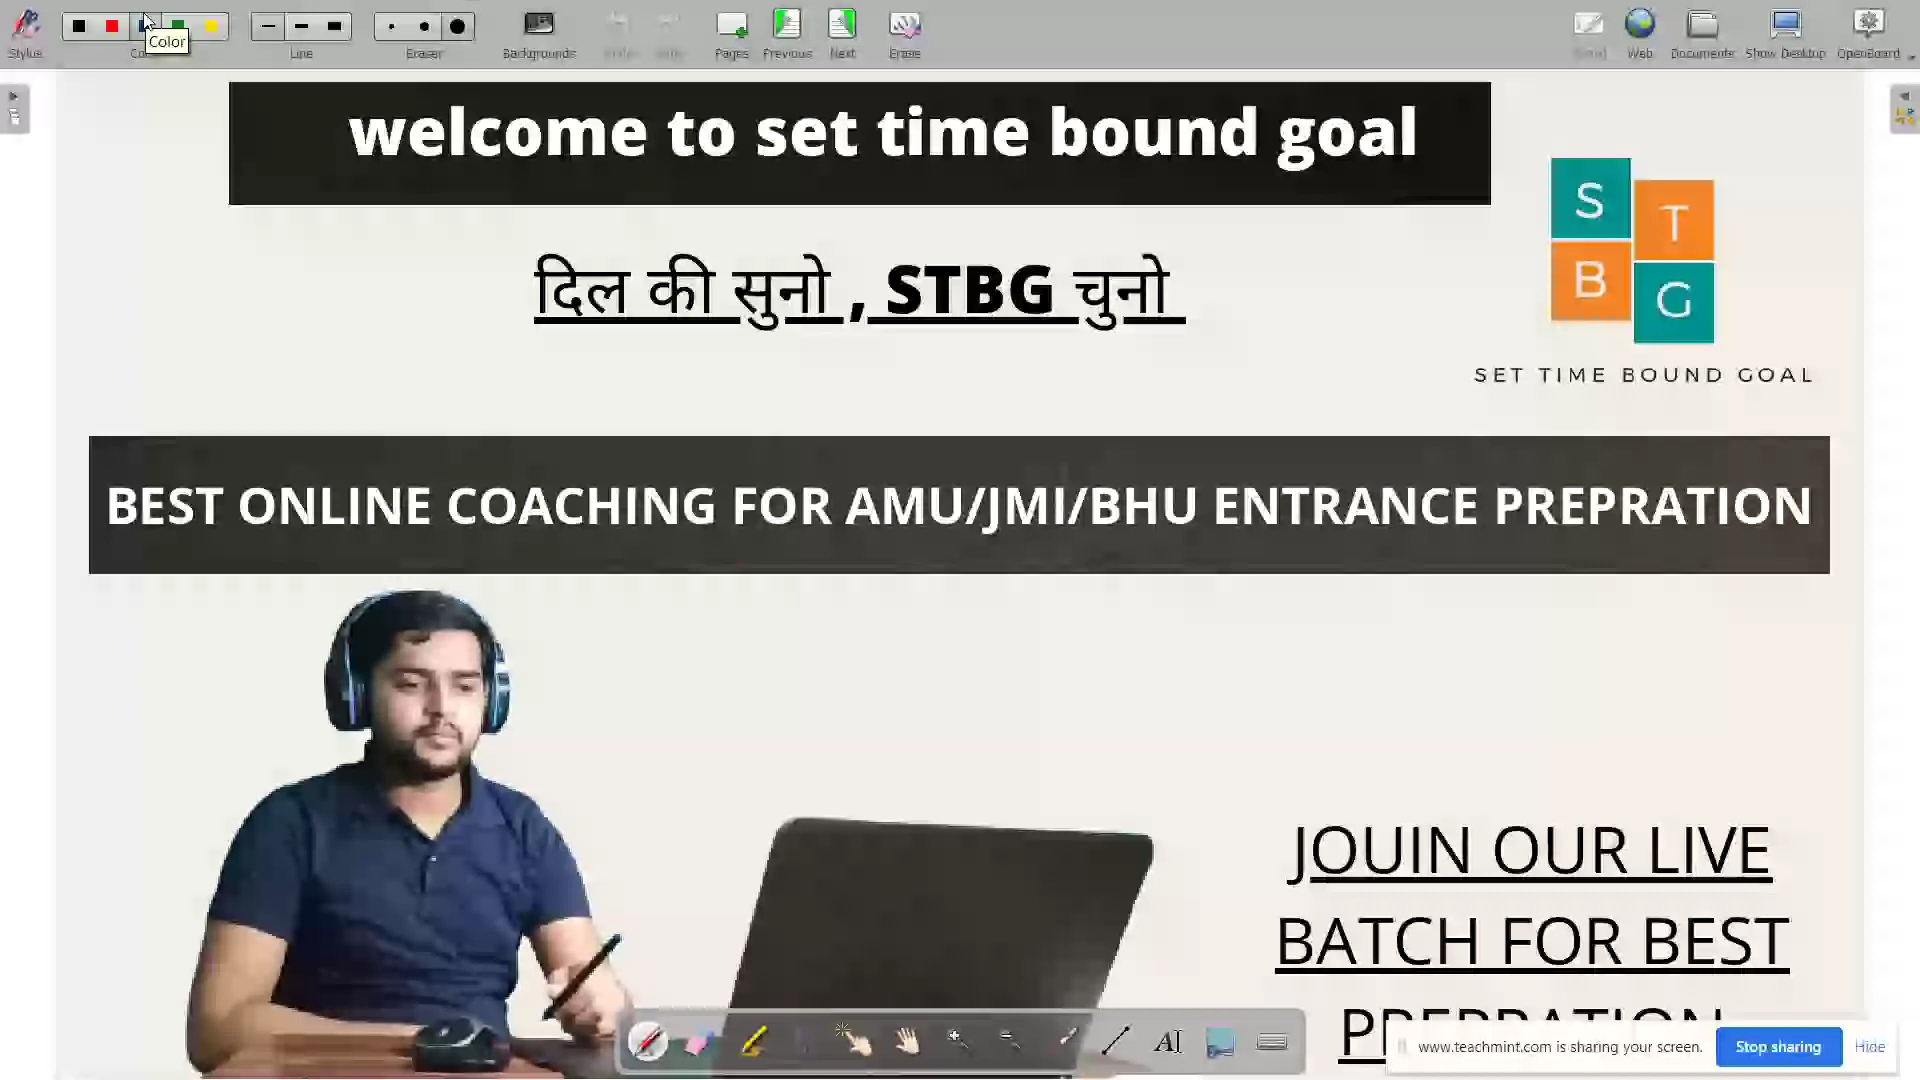 Stylus
Color
Line
Eraser
Backgrounds
Pages
Previous
Next
Erase
Web
Documents
Show Desktop
OpenBoard
Color
welcome to set time bound goal
दिल की सुनो , STBG चुनो
S
T
B
G
SET TIME BOUND GOAL
BEST ONLINE COACHING FOR AMU/JMI/BHU ENTRANCE PREPRATION
JOUIN OUR LIVE
BATCH FOR BEST
PREPRATION
www.teachmint.com is sharing your screen.
Stop sharing
Hide